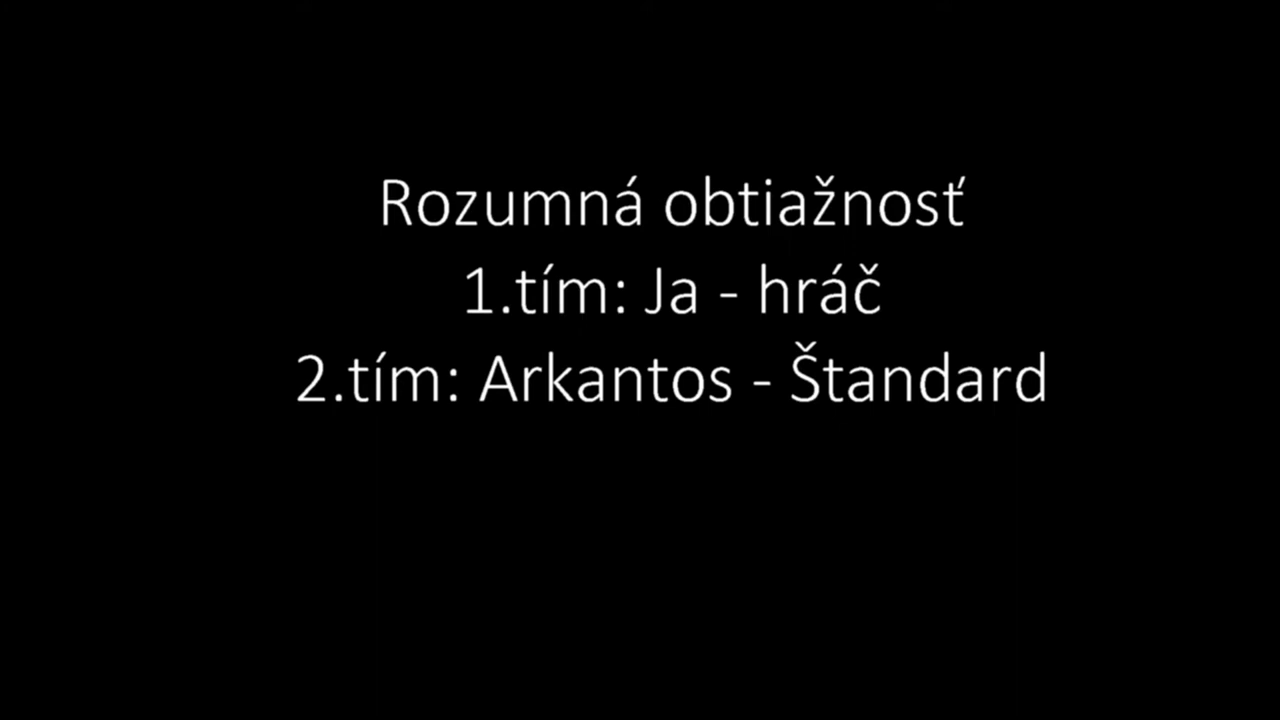 Rozumná obtiažnosť
1.tím: Ja - hráč
2.tím: Arkantos - Štandard